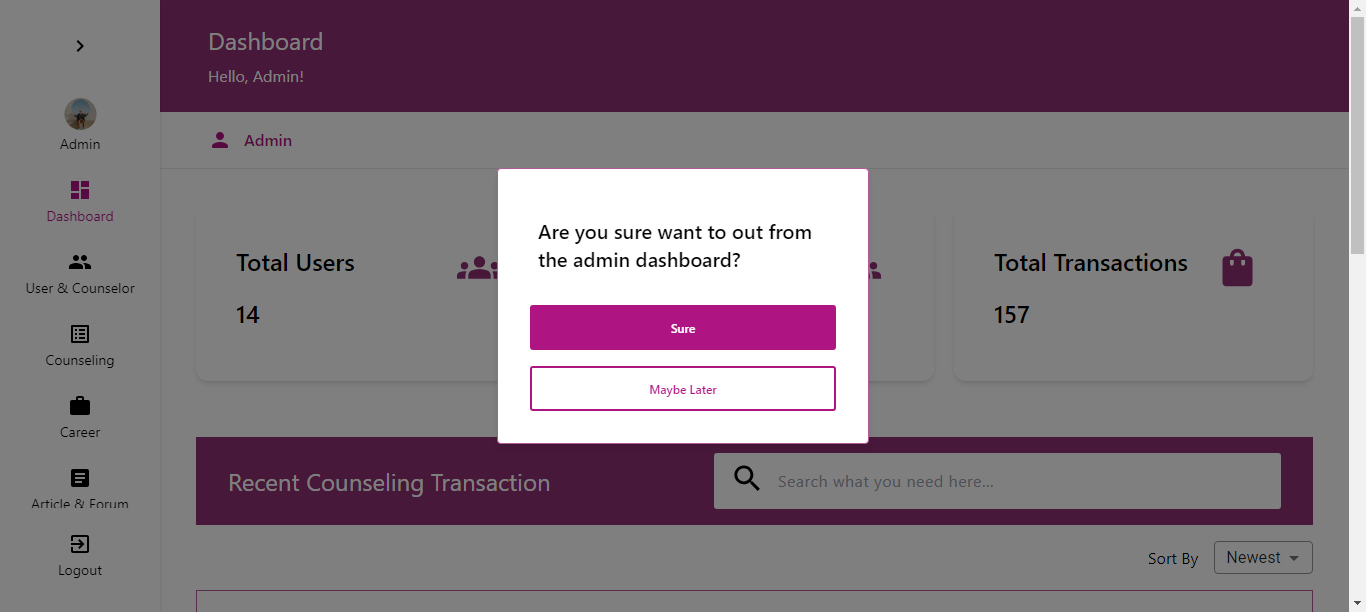 Dashboard
Hello, Admin!
Admin
Admin
Dashboard
User & Counselor
Counseling
Career
Article & Forum
Logout
Total Users
14
Total Transactions
157
Are you sure want to out from
the admin dashboard?
Sure
Maybe Later
Recent Counseling Transaction
Search what you need here...
Sort By
Newest